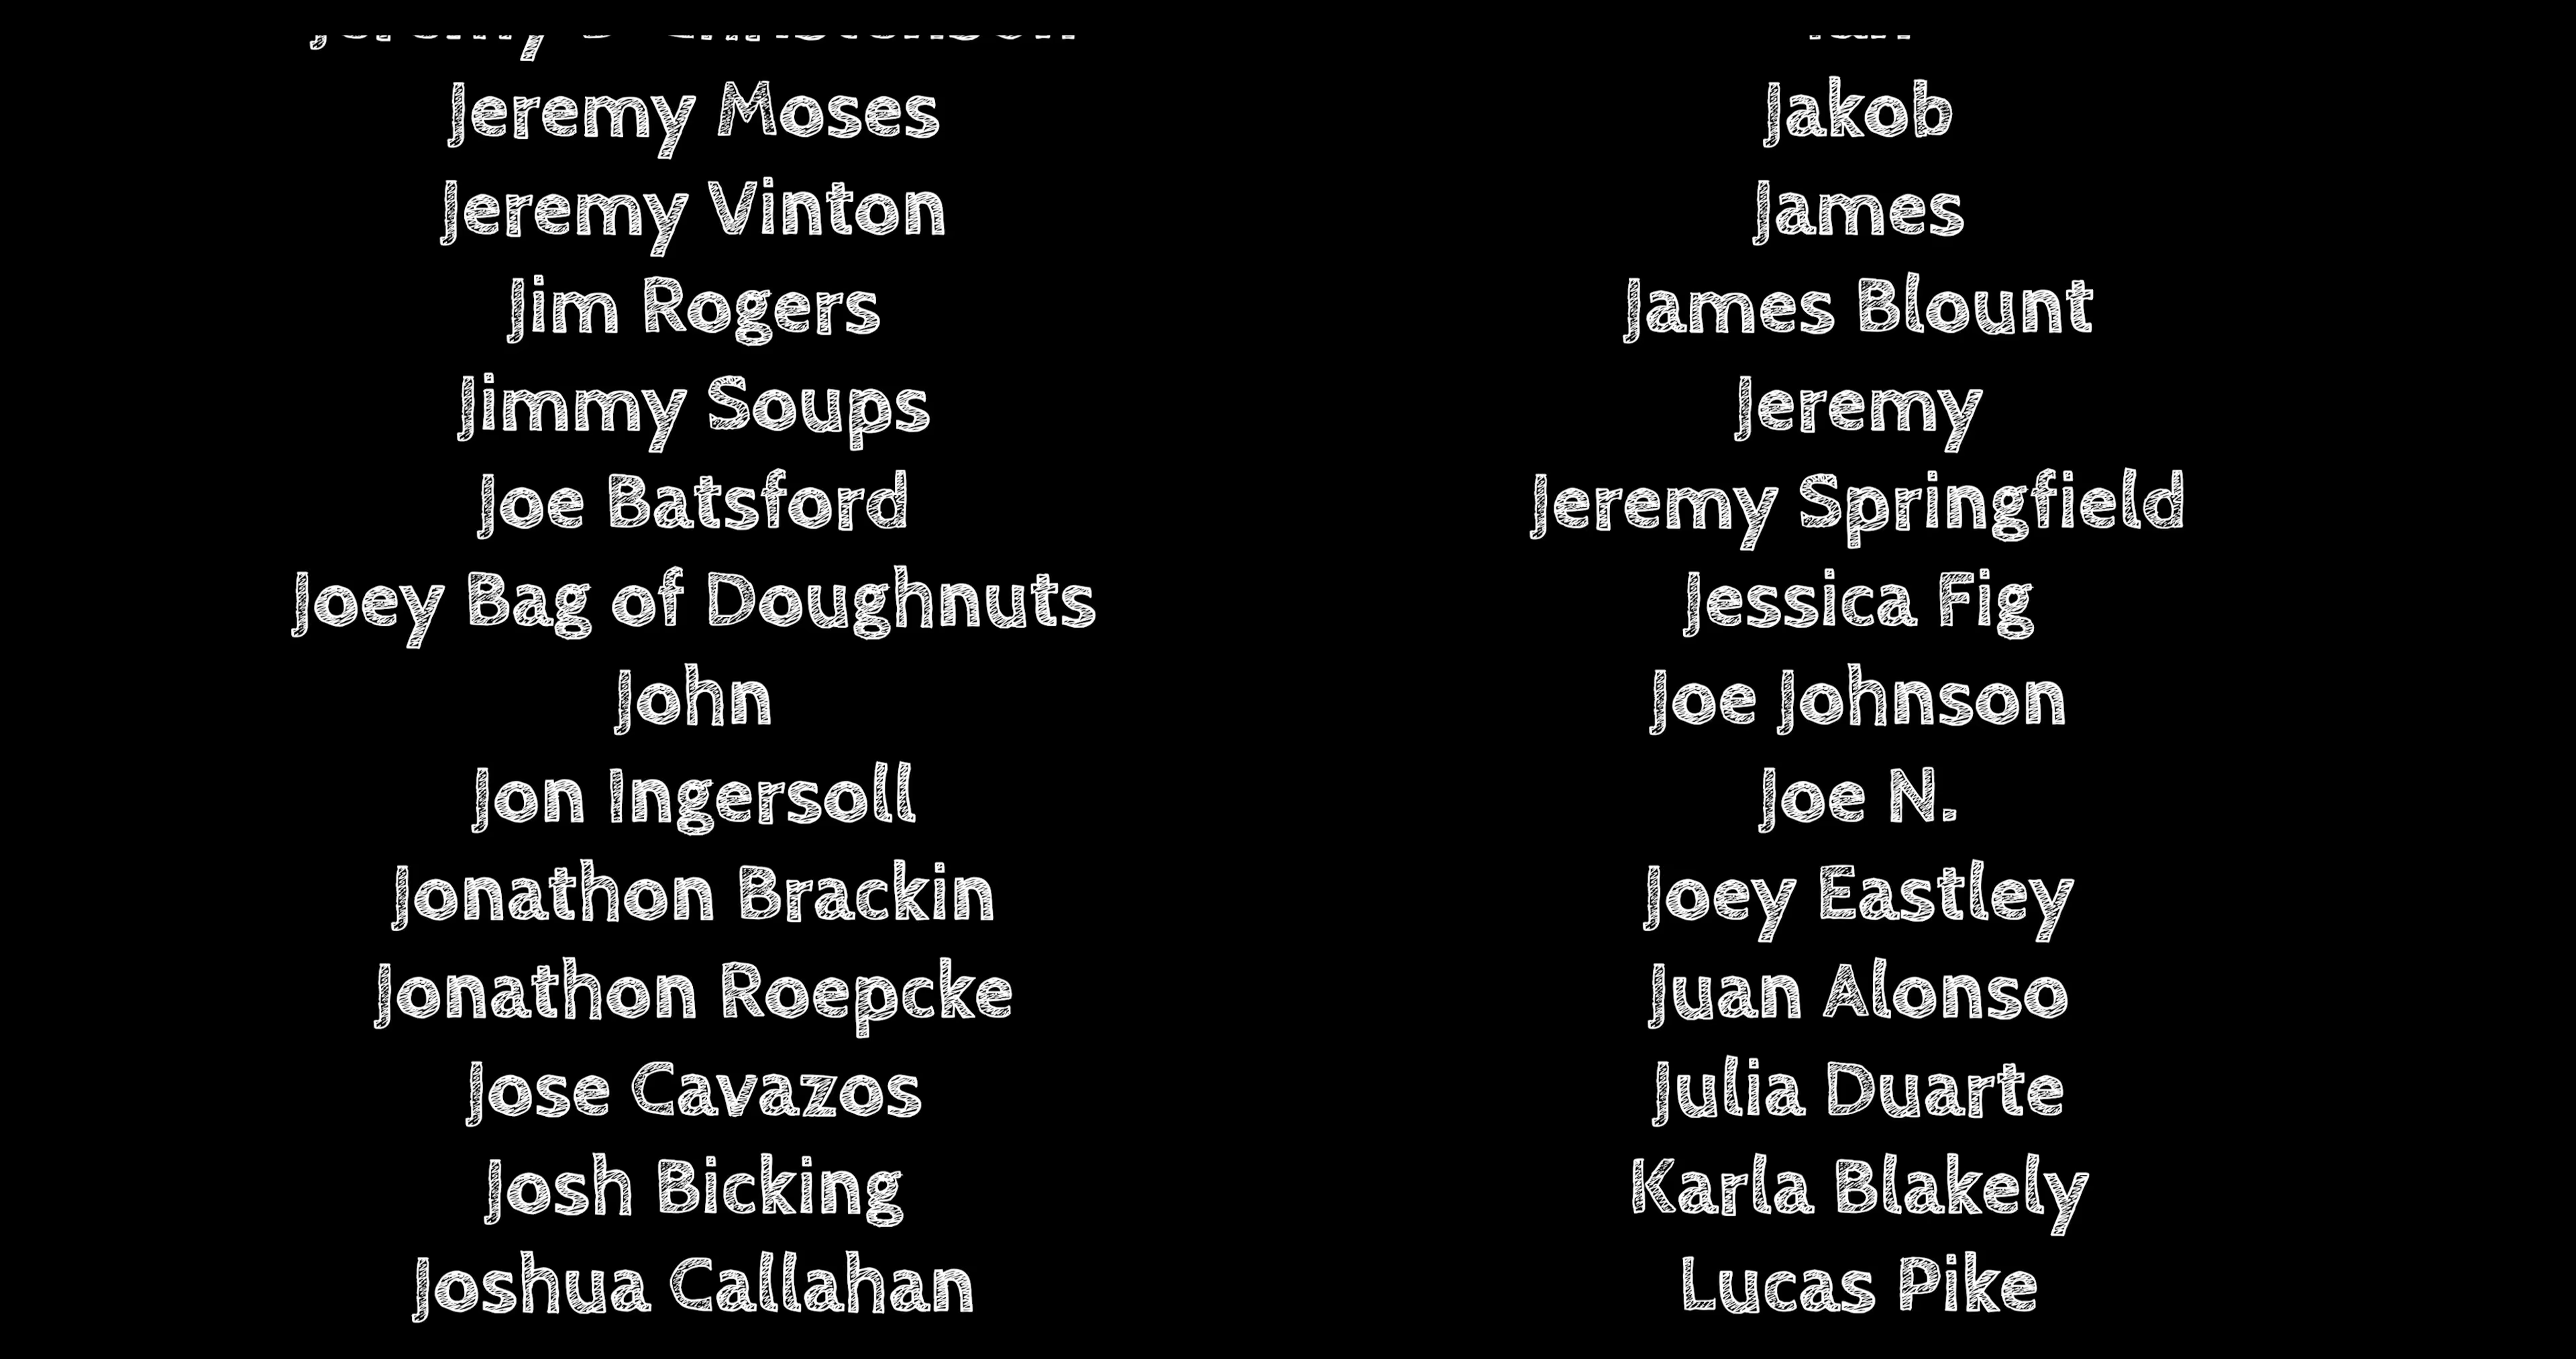 Jeremy Moses
Jeremy Vinton
Jim Rogers
Jimmy Soups
Joe Batsford
Joey Bag of Doughnuts
John
Jon Ingersoll
Jonathon Brackin
Jonathon Roepcke
Jose Cavazos
Josh Bicking
Joshua Callahan
Jakob
James
James Blount
Jeremy
Jeremy Springfield
Jessica Fig
Joe Johnson
Joe N.
Joey Eastley
Juan Alonso
Julia Duarte
Karla Blakely
Lucas Pike